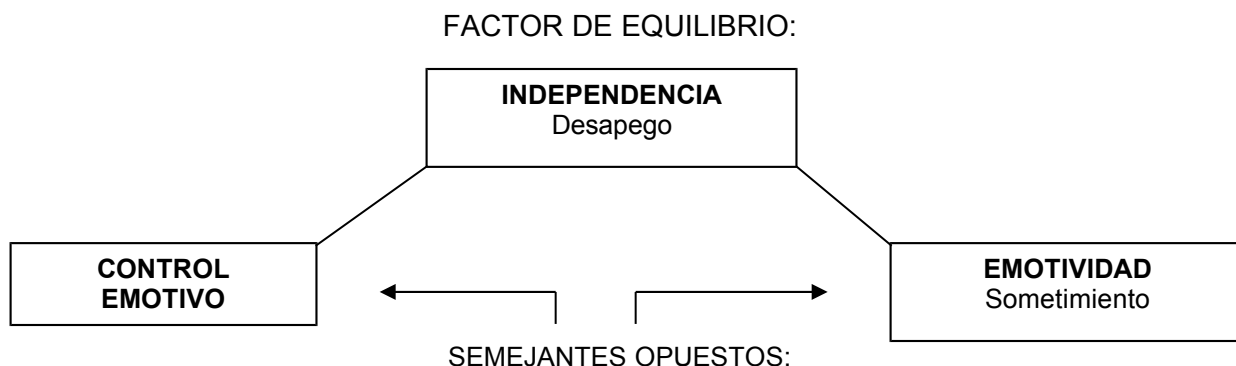 FACTOR DE EQUILIBRIO:
INDEPENDENCIA
Desapego
CONTROL
EMOTIVO
EMOTIVIDAD
Sometimiento
SEMEJANTES OPUESTOS: